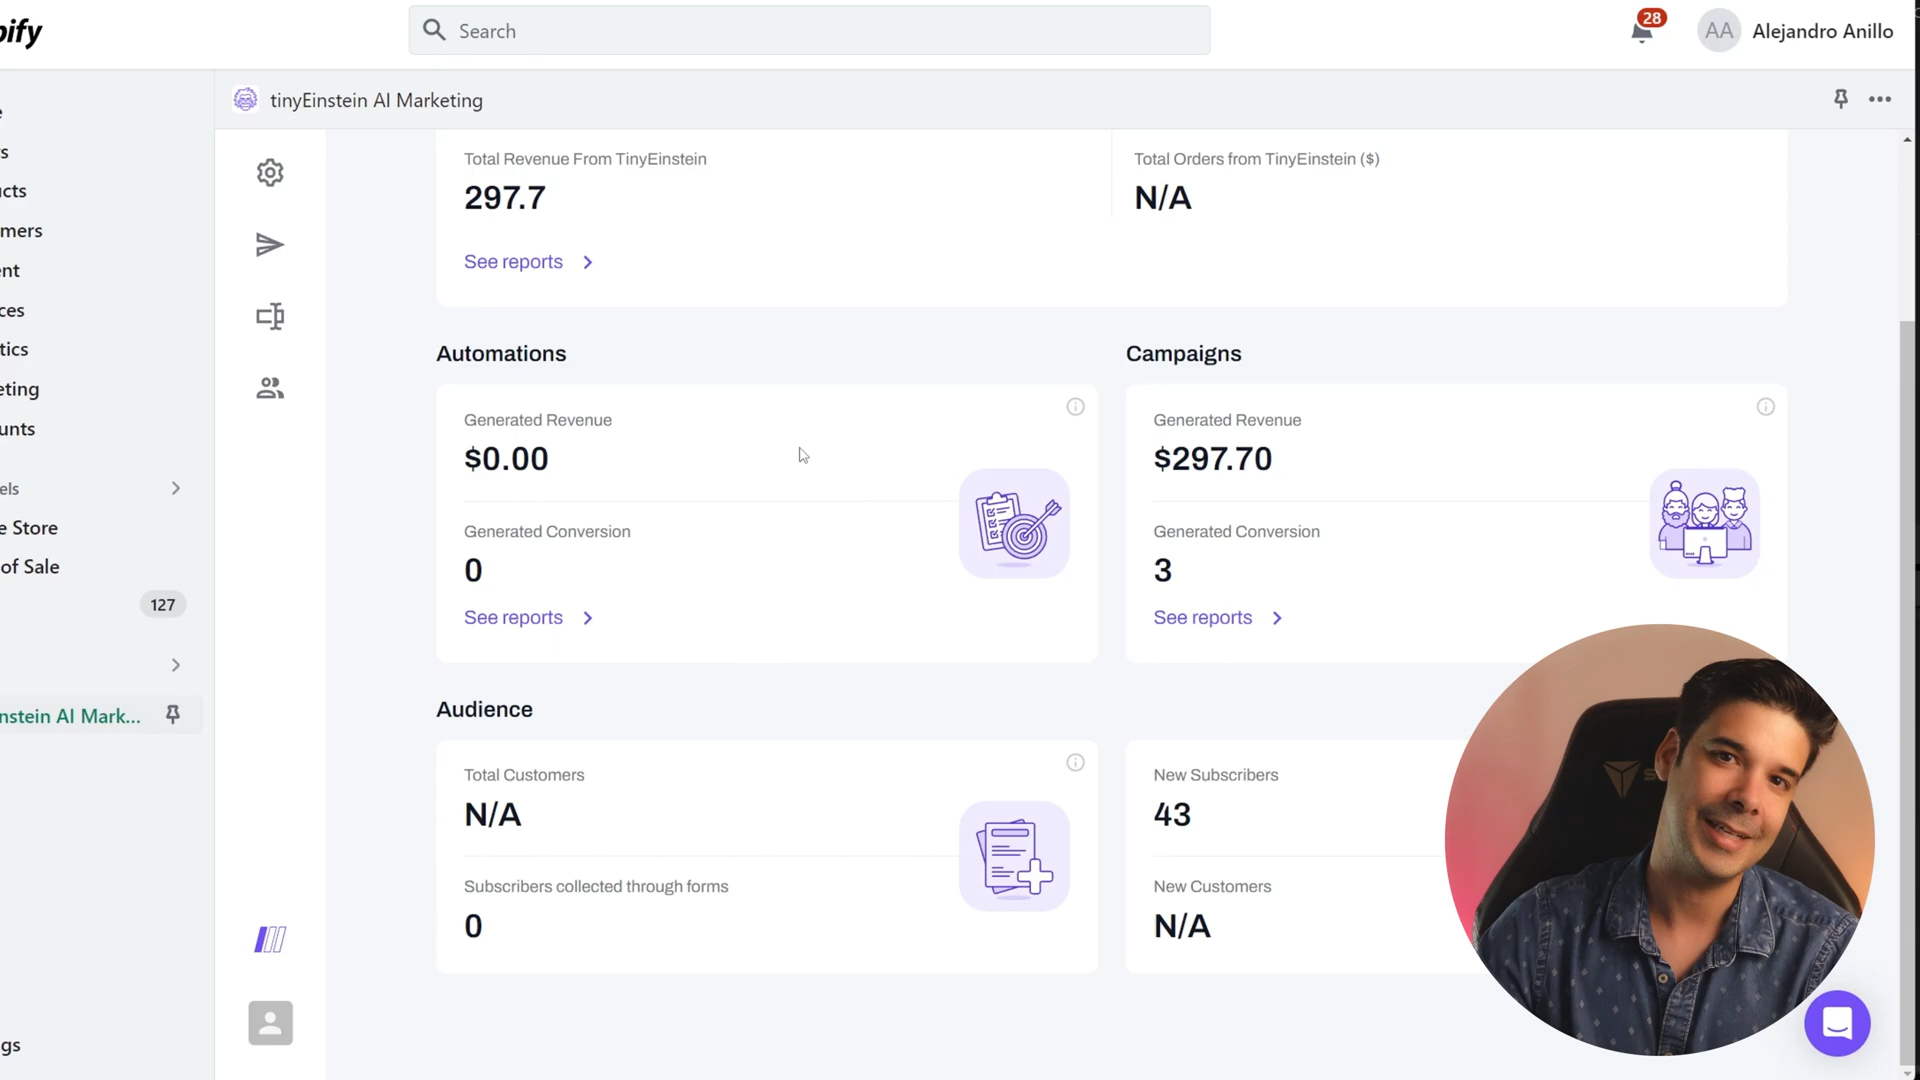 pify
Search
28
AA
Alejandro Anillo
tinyEinstein AI Marketing
Total Revenue From TinyEinstein
297.7
See reports
Total Orders from TinyEinstein ($)
N/A
Automations
Generated Revenue
$0.00
Generated Conversion
0
See reports
Campaigns
Generated Revenue
$297.70
Generated Conversion
3
See reports
Audience
Total Customers
N/A
Subscribers collected through forms
0
New Subscribers
43
New Customers
N/A
e
rs
ucts
mers
ent
ces
tics
eting
unts
els
e Store
of Sale
127
nstein AI Mark...
gs